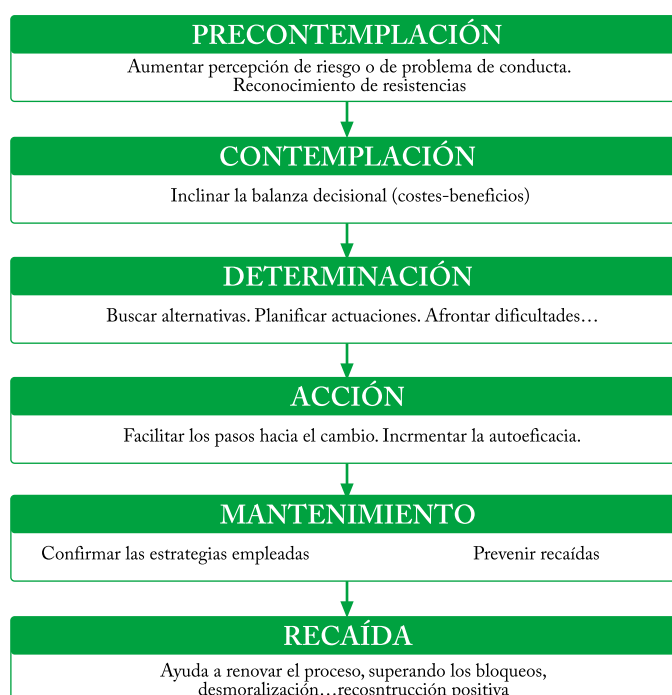 PRECONTEMPLACIÓN
Aumentar percepción de riesgo o de problema de conducta.
Reconocimiento de resistencias
CONTEMPLACIÓN
Inclinar la balanza decisional (costes-beneficios)
DETERMINACIÓN
Buscar alternativas. Planificar actuaciones. Afrontar dificultades…
ACCIÓN
Facilitar los pasos hacia el cambio. Incrmentar la autoeficacia.
MANTENIMIENTO
Confirmar las estrategias empleadas Prevenir recaídas
RECAÍDA
Ayuda a renovar el proceso, superando los bloqueos,
desmoralización…recosntrucción positiva